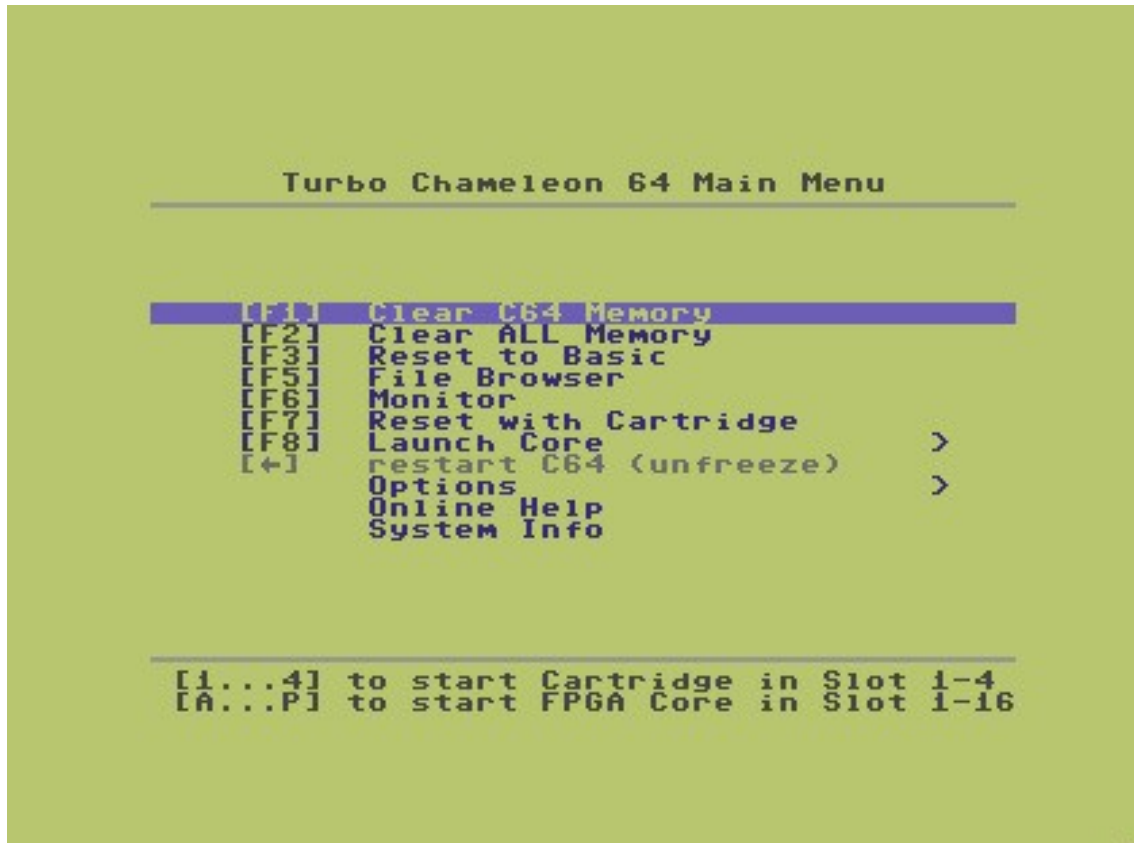 Turbo Chameleon 64 Main Menu
[F1] Clear C64 Memory
[F2] Clear ALL Memory
[F3] Reset to Basic
[F5] File Browser
[F6] Monitor
[F7] Reset with Cartridge
[F8] Launch Core >
[←] restart C64 (unfreeze)
Options >
Online Help
System Info
[1...4] to start Cartridge in Slot 1-4
[A...P] to start FPGA Core in Slot 1-16